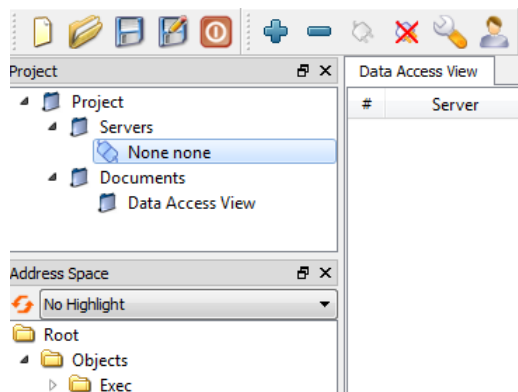 Project
Data Access View
Project
Servers
None none
Documents
Data Access View
# Server
Address Space
No Highlight
Root
Objects
Exec